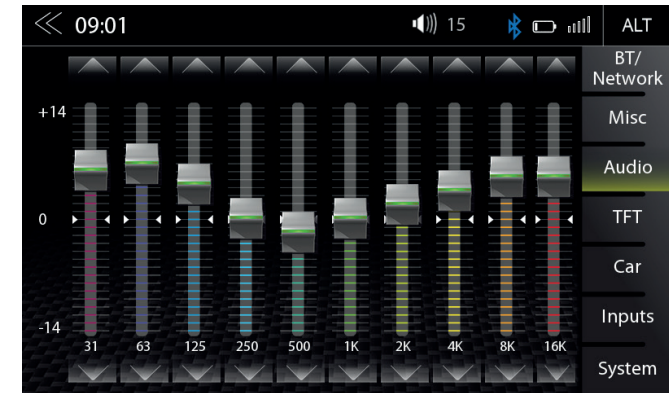 09:01 15 ALT
BT/
Network
Misc
Audio
TFT
Car
Inputs
System
+14
0
-14
31 63 125 250 500 1K 2K 4K 8K 16K